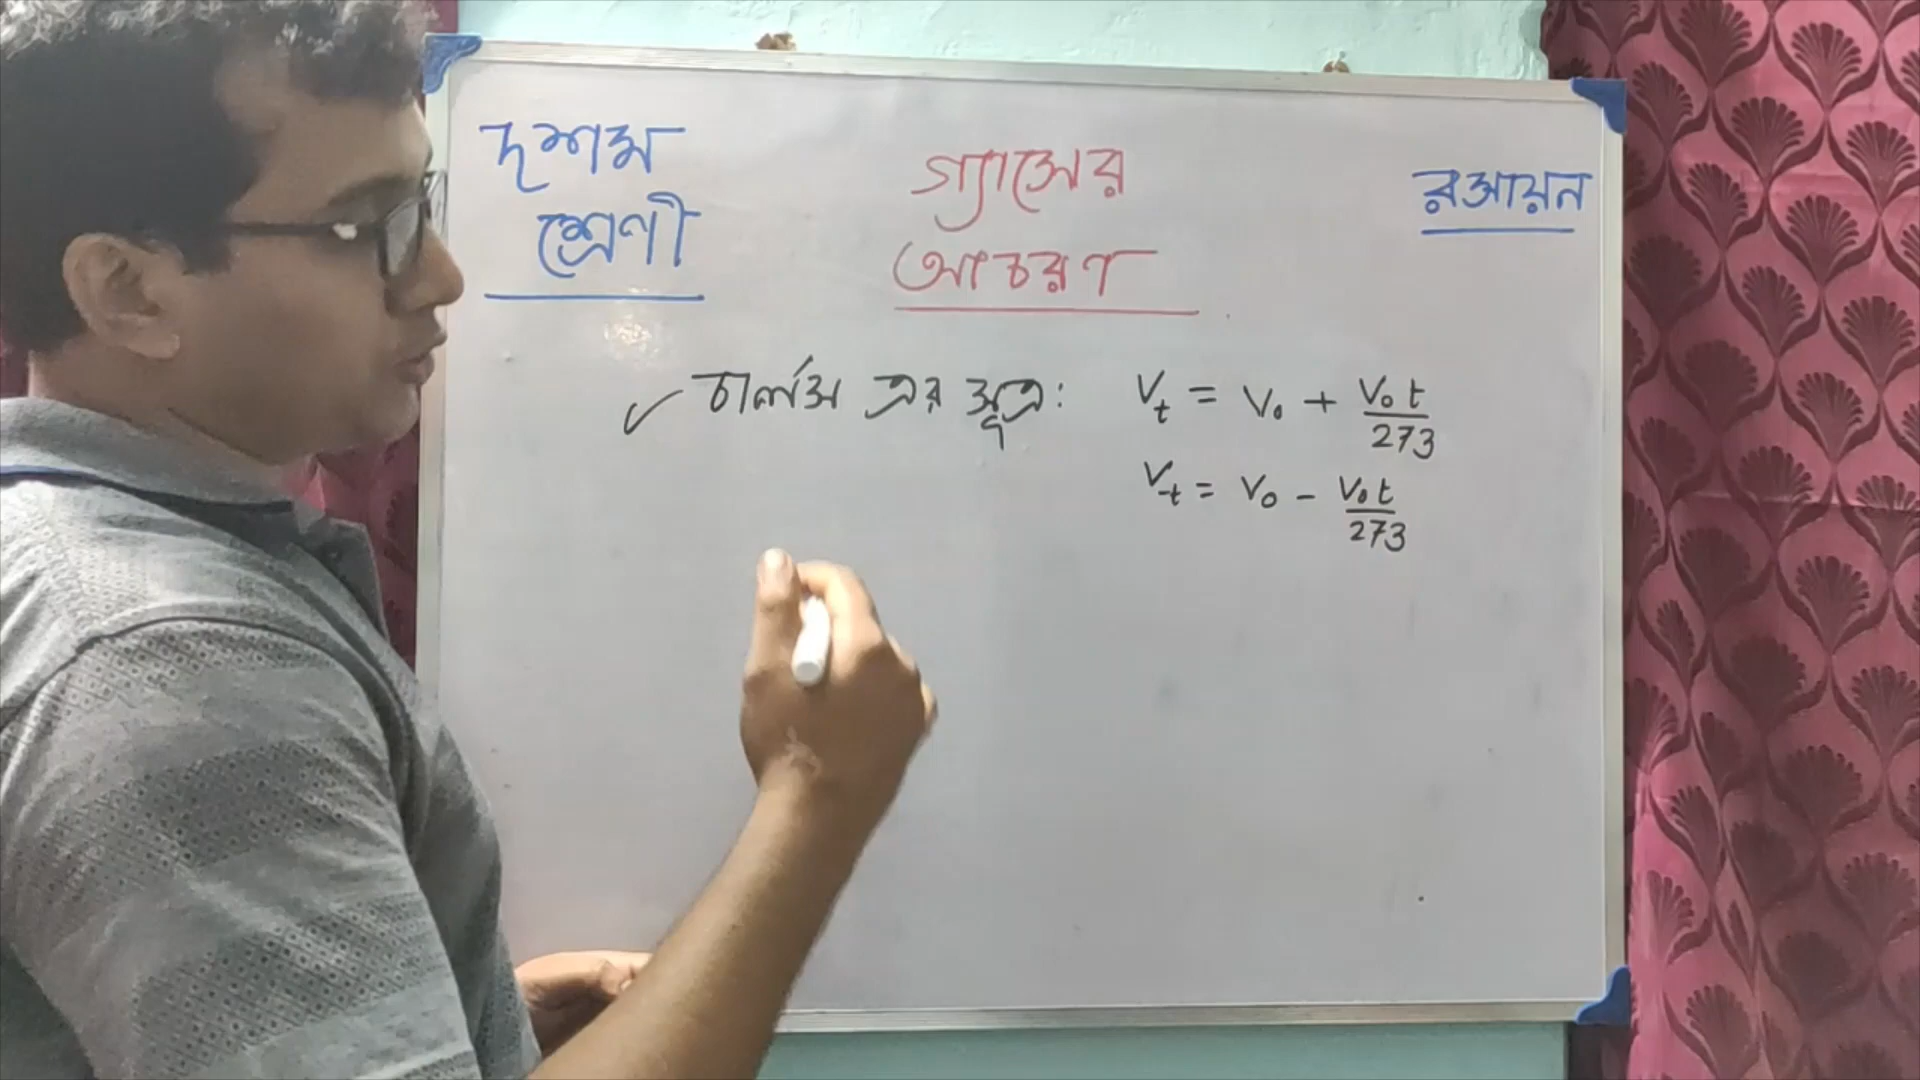 দশম
শ্রেণী
গ্যাসের
আচরণ
রসায়ন
চার্লস এর সূত্র: Vₜ = V₀ + V₀t/273
V₋ₜ = V₀ - V₀t/273